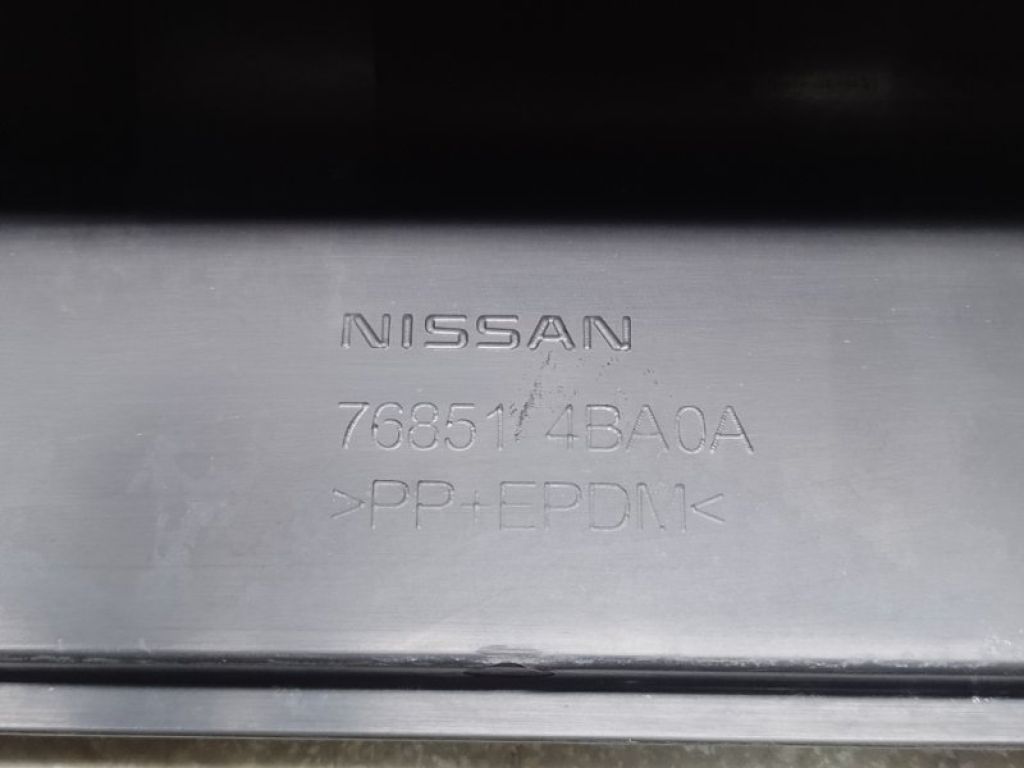 NISSAN
76851 4BA0A
>PP+EPDM<